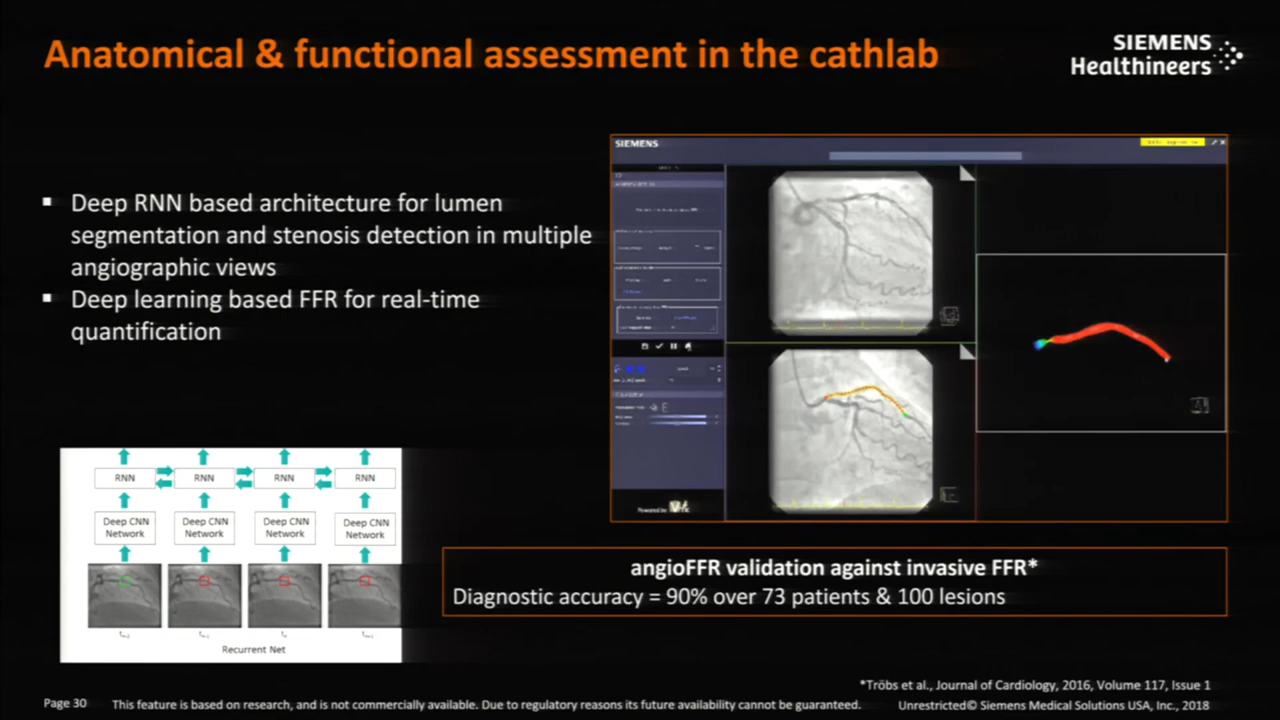 Anatomical & functional assessment in the cathlab
SIEMENS
Healthineers
▪ Deep RNN based architecture for lumen
segmentation and stenosis detection in multiple
angiographic views
▪ Deep learning based FFR for real-time
quantification
SIEMENS
Powered by
RNN RNN RNN RNN
Deep CNN Deep CNN Deep CNN Deep CNN
Network Network Network Network
Recurrent Net
angioFFR validation against invasive FFR*
Diagnostic accuracy = 90% over 73 patients & 100 lesions
*Tröbs et al., Journal of Cardiology, 2016, Volume 117, Issue 1
Page 30 This feature is based on research, and is not commercially available. Due to regulatory reasons its future availability cannot be guaranteed. Unrestricted© Siemens Medical Solutions USA, Inc., 2018